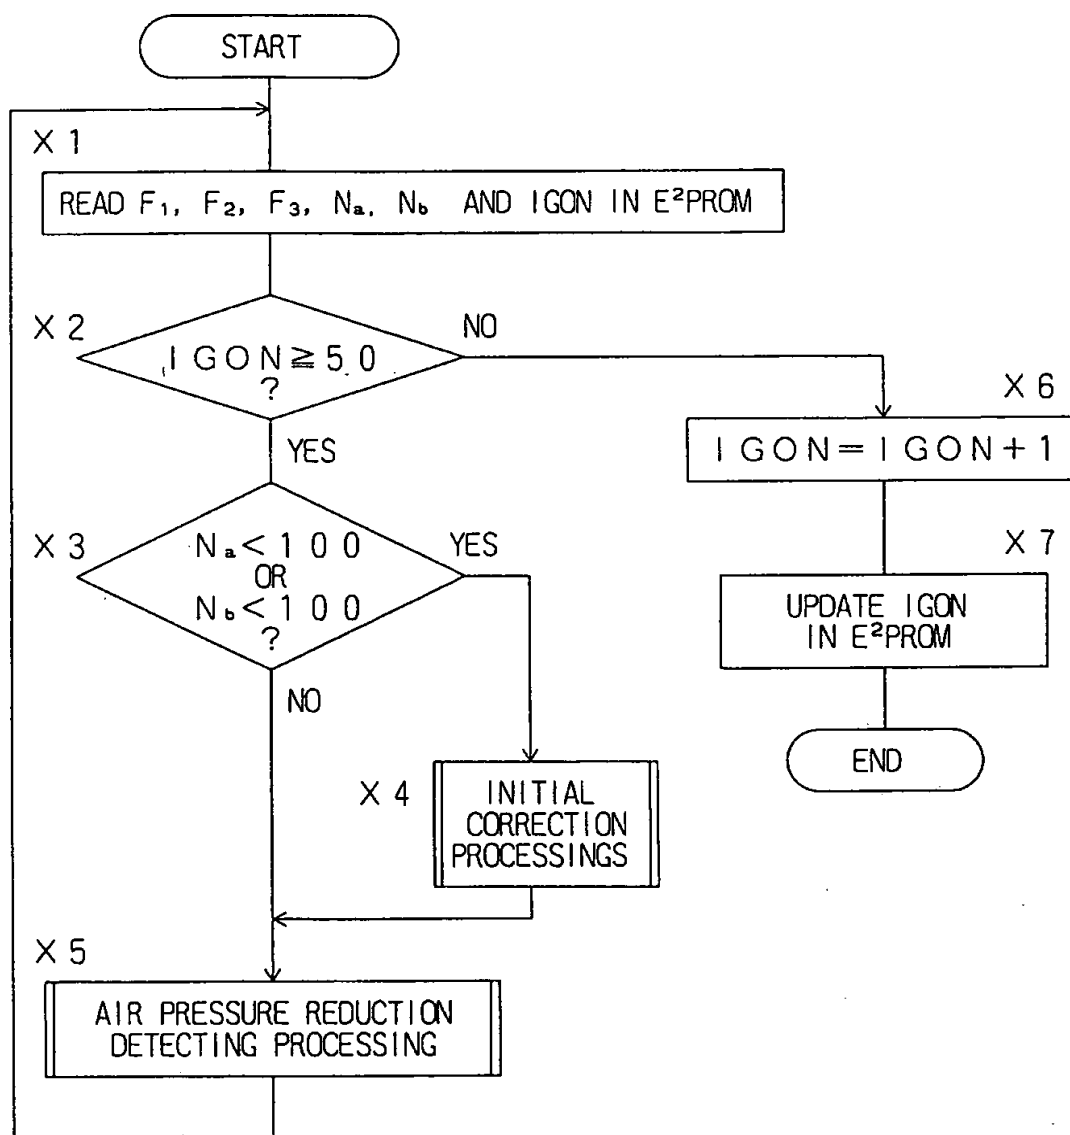 START
X 1
READ F₁, F₂, F₃, Nₐ, N_b AND IGON IN E²PROM
X 2
IGON≧50
?
NO
YES
X 6
IGON=IGON+1
X 3
Nₐ<100
OR
N_b<100
?
YES
NO
X 7
UPDATE IGON
IN E²PROM
END
X 4
INITIAL
CORRECTION
PROCESSINGS
X 5
AIR PRESSURE REDUCTION
DETECTING PROCESSING